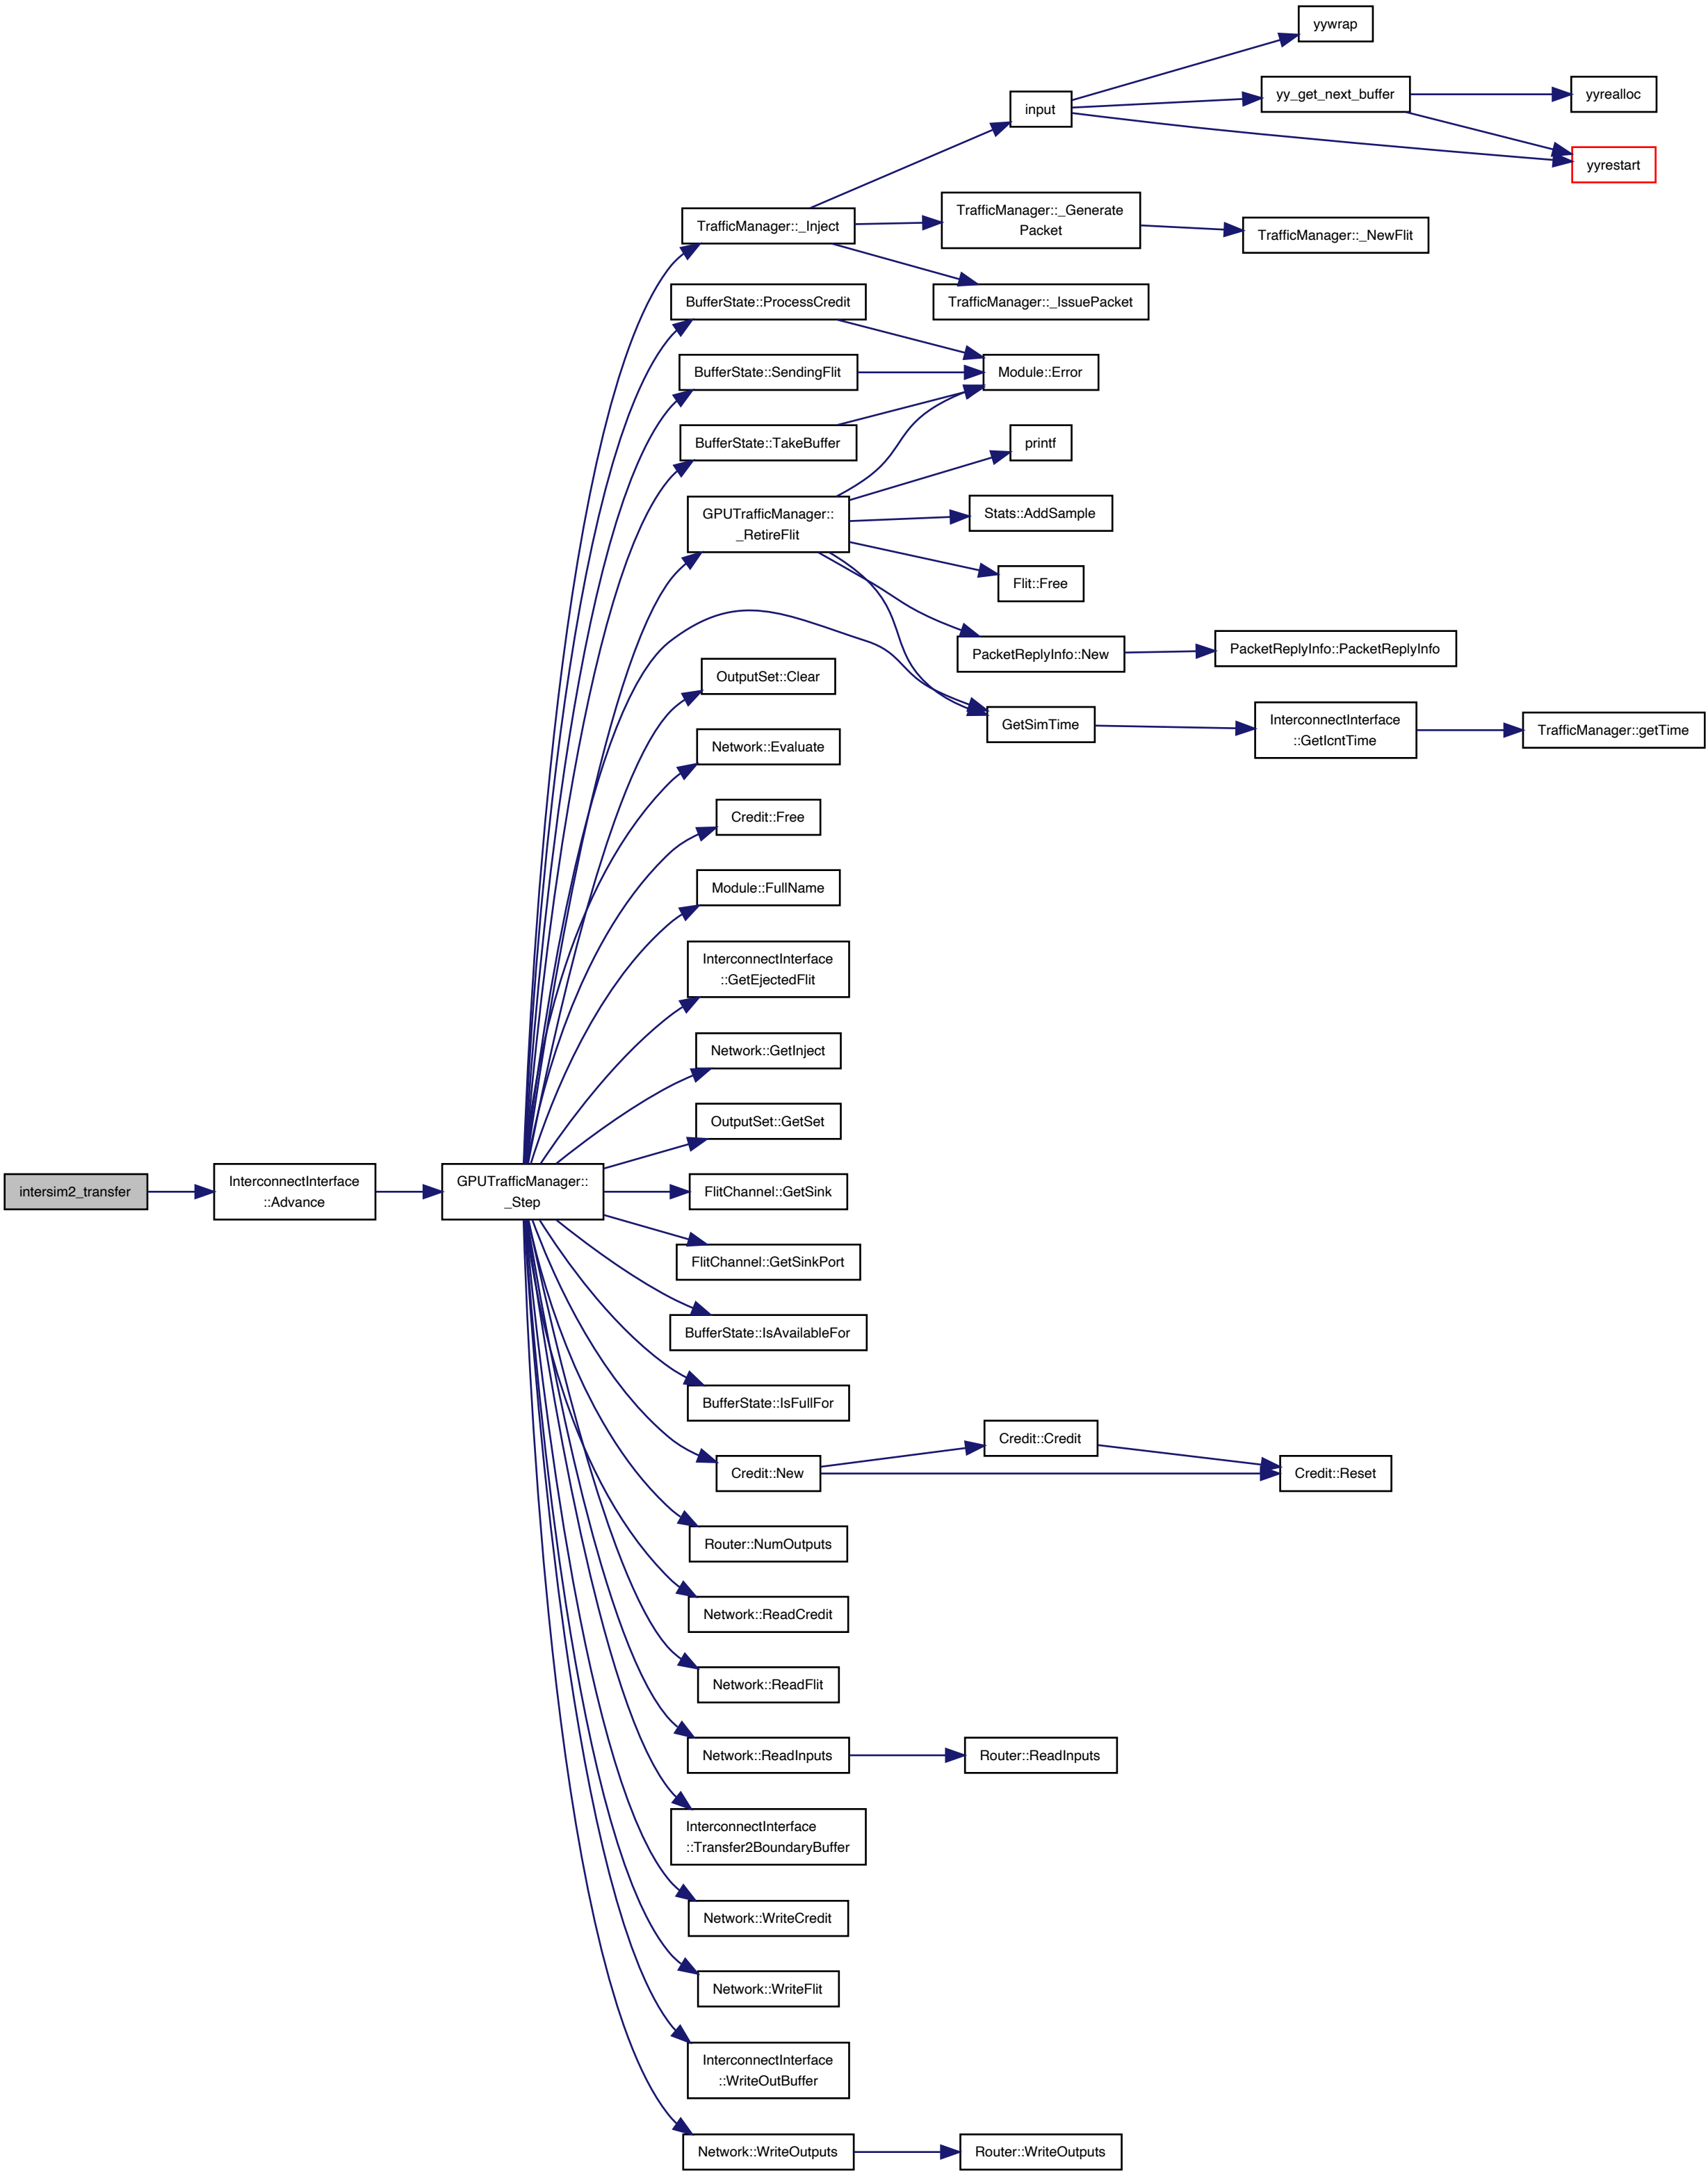 yywrap
yy_get_next_buffer
yyrealloc
input
yyrestart
TrafficManager::_Generate
Packet
TrafficManager::_Inject
TrafficManager::_NewFlit
BufferState::ProcessCredit
TrafficManager::_IssuePacket
BufferState::SendingFlit
Module::Error
BufferState::TakeBuffer
printf
GPUTrafficManager::
_RetireFlit
Stats::AddSample
Flit::Free
PacketReplyInfo::New
PacketReplyInfo::PacketReplyInfo
OutputSet::Clear
GetSimTime
InterconnectInterface
::GetIcntTime
TrafficManager::getTime
Network::Evaluate
Credit::Free
Module::FullName
InterconnectInterface
::GetEjectedFlit
Network::GetInject
OutputSet::GetSet
intersim2_transfer
InterconnectInterface
::Advance
GPUTrafficManager::
_Step
FlitChannel::GetSink
FlitChannel::GetSinkPort
BufferState::IsAvailableFor
BufferState::IsFullFor
Credit::New
Credit::Credit
Credit::Reset
Router::NumOutputs
Network::ReadCredit
Network::ReadFlit
Network::ReadInputs
Router::ReadInputs
InterconnectInterface
::Transfer2BoundaryBuffer
Network::WriteCredit
Network::WriteFlit
InterconnectInterface
::WriteOutBuffer
Network::WriteOutputs
Router::WriteOutputs